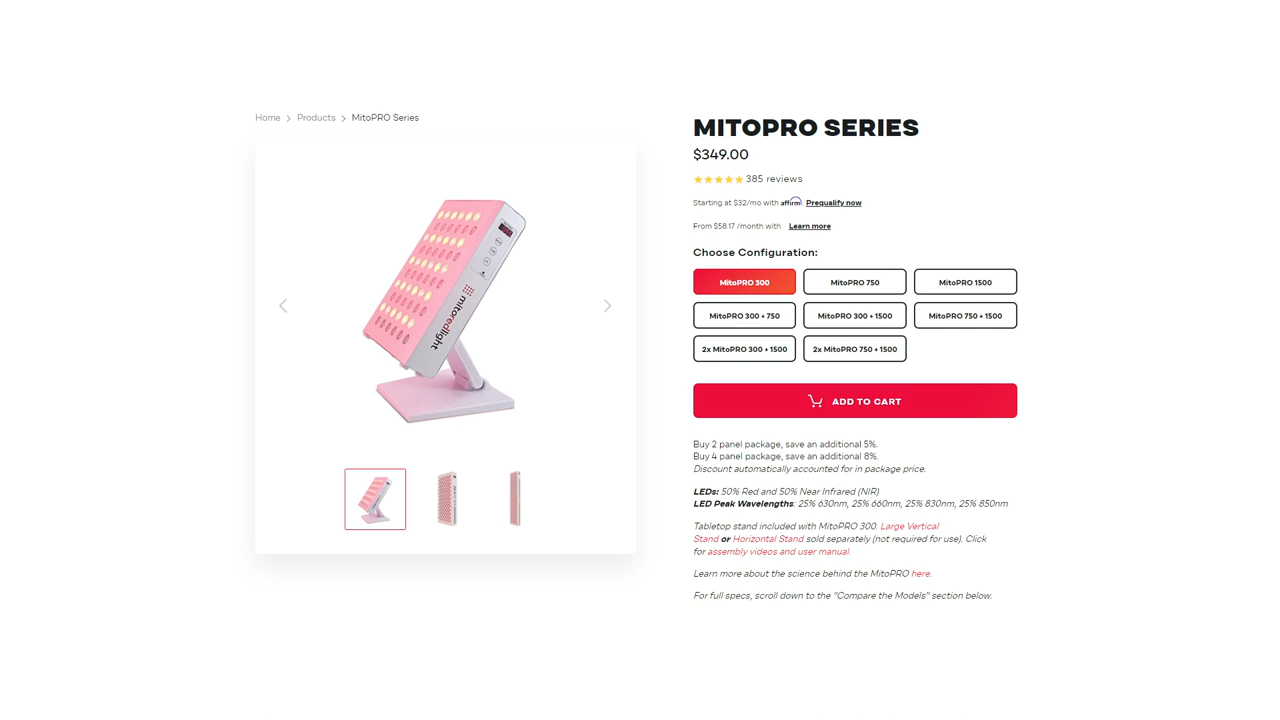 Home > Products > MitoPRO Series
MITOPRO SERIES
$349.00
385 reviews
Starting at $32/mo with affirm. Prequalify now
From $58.17 /month with Learn more
Choose Configuration:
MitoPRO 300
MitoPRO 750
MitoPRO 1500
MitoPRO 300 + 750
MitoPRO 300 + 1500
MitoPRO 750 + 1500
2x MitoPRO 300 + 1500
2x MitoPRO 750 + 1500
ADD TO CART
Buy 2 panel package, save an additional 5%.
Buy 4 panel package, save an additional 8%.
Discount automatically accounted for in package price.
LEDs: 50% Red and 50% Near Infrared (NIR)
LED Peak Wavelengths: 25% 630nm, 25% 660nm, 25% 830nm, 25% 850nm
Tabletop stand included with MitoPRO 300. Large Vertical
Stand or Horizontal Stand sold separately (not required for use). Click
for assembly videos and user manual.
Learn more about the science behind the MitoPRO here.
For full specs, scroll down to the "Compare the Models" section below.
mitoredlight